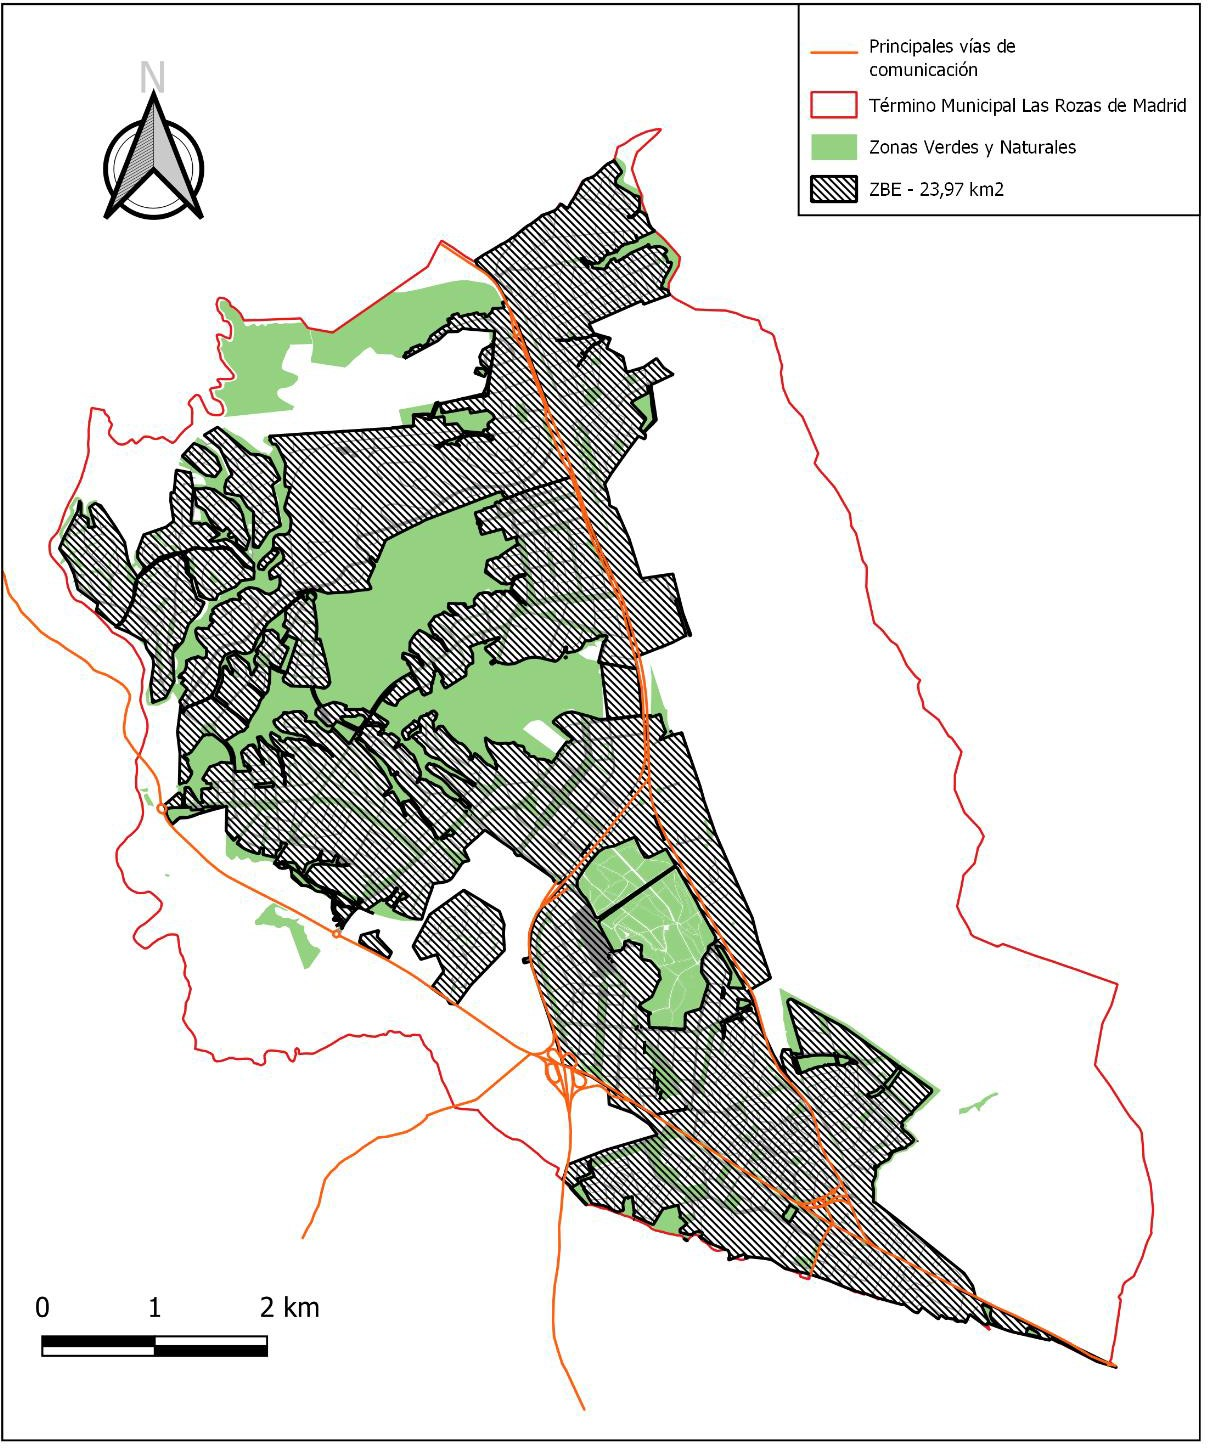 N
Principales vías de
comunicación
Término Municipal Las Rozas de Madrid
Zonas Verdes y Naturales
ZBE - 23,97 km2
0 1 2 km